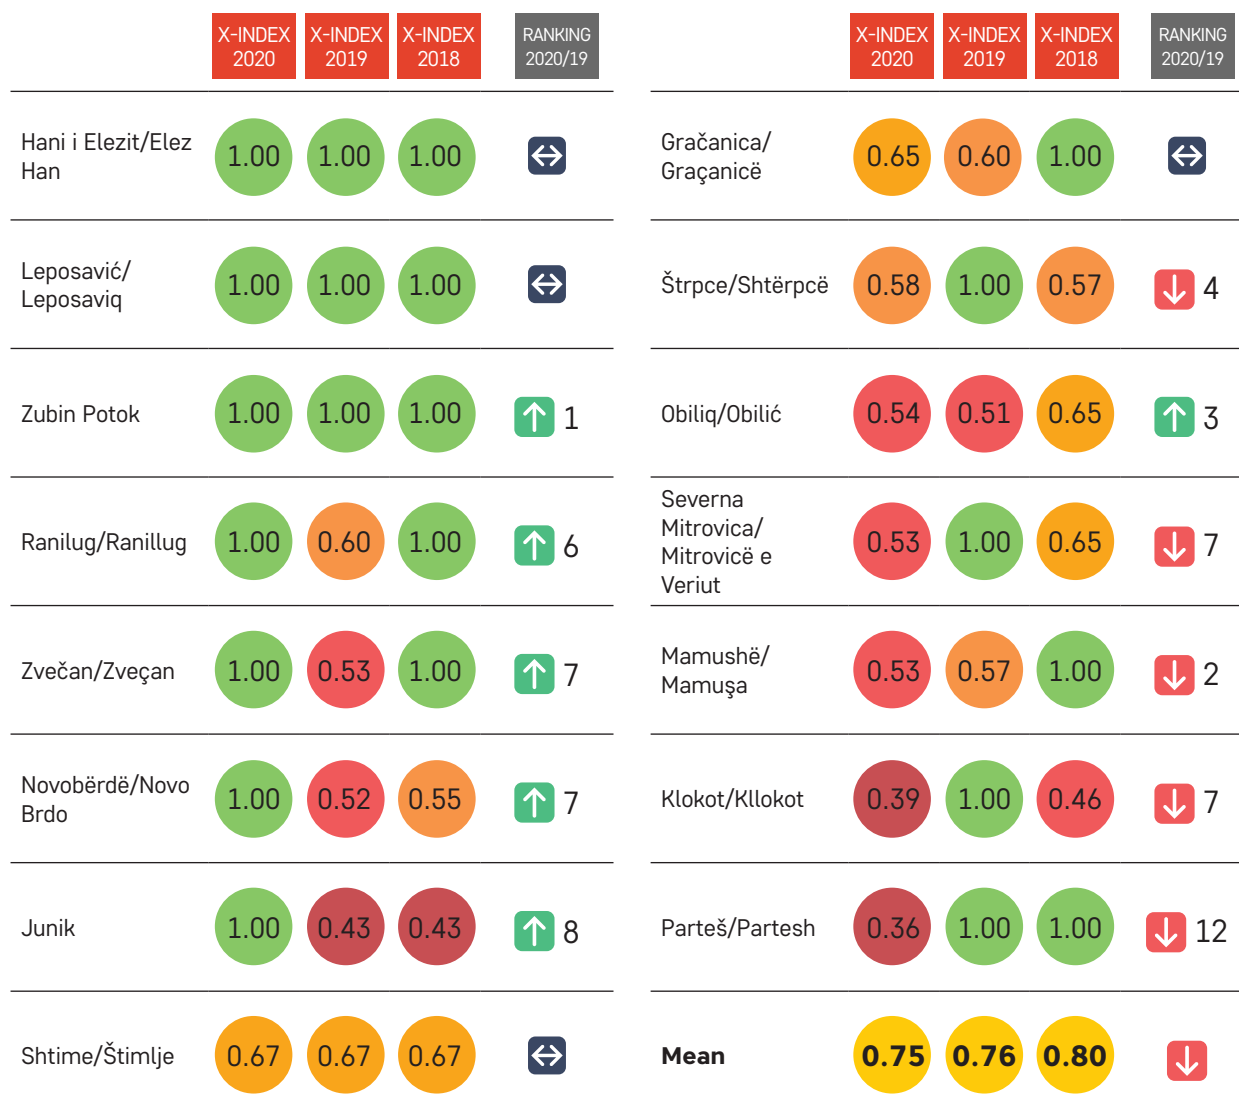 X-INDEX 2020 X-INDEX 2019 X-INDEX 2018 RANKING 2020/19
Hani i Elezit/Elez
Han
1.00 1.00 1.00
Leposavić/
Leposaviq
1.00 1.00 1.00
Zubin Potok 1.00 1.00 1.00 1
Ranilug/Ranillug 1.00 0.60 1.00 6
Zvečan/Zveçan 1.00 0.53 1.00 7
Novobërdë/Novo
Brdo
1.00 0.52 0.55 7
Junik 1.00 0.43 0.43 8
Shtime/Štimlje 0.67 0.67 0.67
X-INDEX 2020 X-INDEX 2019 X-INDEX 2018 RANKING 2020/19
Gračanica/
Graçanicë
0.65 0.60 1.00
Štrpce/Shtërpcë 0.58 1.00 0.57 4
Obiliq/Obilić 0.54 0.51 0.65 3
Severna
Mitrovica/
Mitrovicë e
Veriut
0.53 1.00 0.65 7
Mamushë/
Mamuşa
0.53 0.57 1.00 2
Klokot/Kllokot 0.39 1.00 0.46 7
Parteš/Partesh 0.36 1.00 1.00 12
Mean 0.75 0.76 0.80